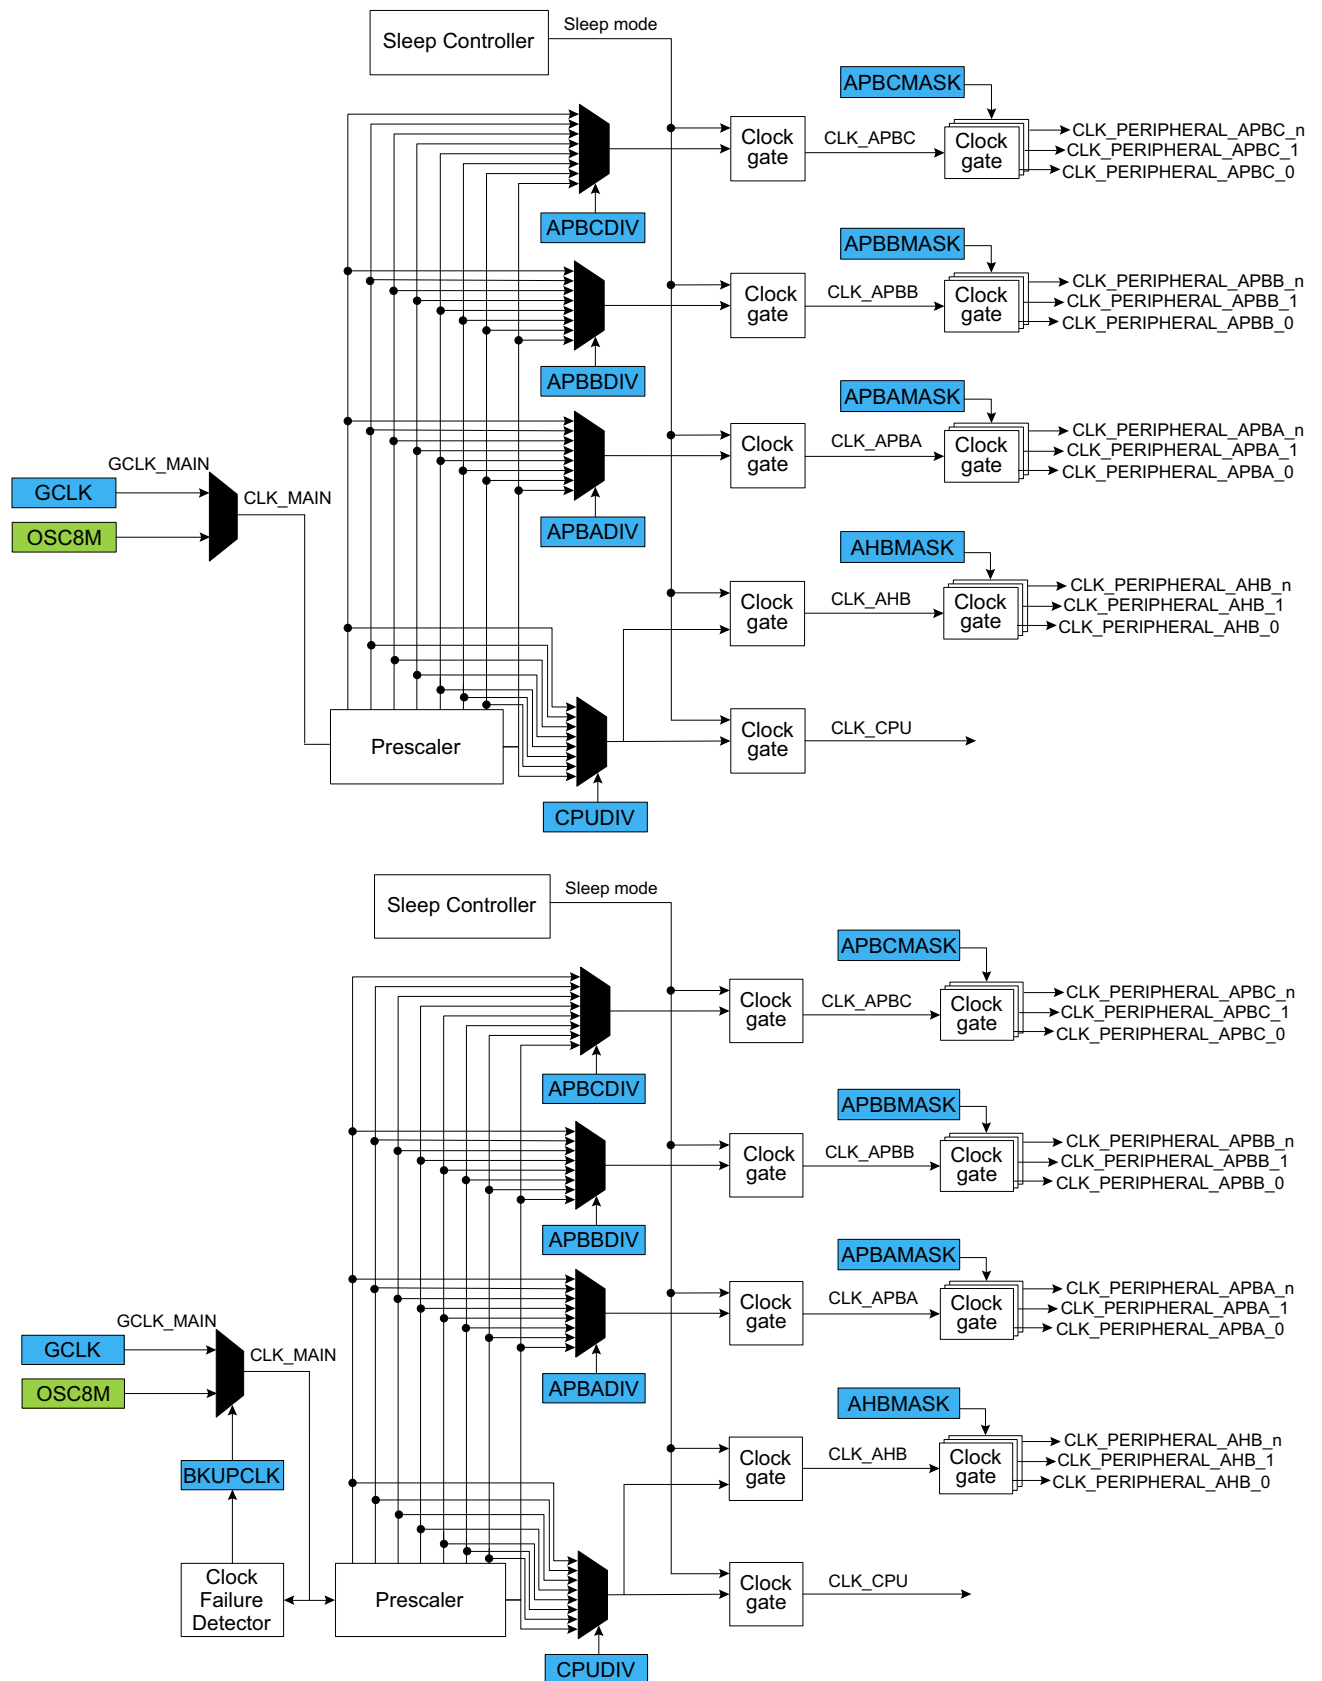 Sleep Controller
Sleep mode
APBCMASK
Clock
gate
CLK_APBC
Clock
gate
CLK_PERIPHERAL_APBC_n
CLK_PERIPHERAL_APBC_1
CLK_PERIPHERAL_APBC_0
APBCDIV
APBBMASK
Clock
gate
CLK_APBB
Clock
gate
CLK_PERIPHERAL_APBB_n
CLK_PERIPHERAL_APBB_1
CLK_PERIPHERAL_APBB_0
APBBDIV
APBAMASK
Clock
gate
CLK_APBA
Clock
gate
CLK_PERIPHERAL_APBA_n
CLK_PERIPHERAL_APBA_1
CLK_PERIPHERAL_APBA_0
GCLK_MAIN
GCLK
CLK_MAIN
OSC8M
APBADIV
AHBMASK
Clock
gate
CLK_AHB
Clock
gate
CLK_PERIPHERAL_AHB_n
CLK_PERIPHERAL_AHB_1
CLK_PERIPHERAL_AHB_0
Prescaler
Clock
gate
CLK_CPU
CPUDIV
Sleep Controller
Sleep mode
APBCMASK
Clock
gate
CLK_APBC
Clock
gate
CLK_PERIPHERAL_APBC_n
CLK_PERIPHERAL_APBC_1
CLK_PERIPHERAL_APBC_0
APBCDIV
APBBMASK
Clock
gate
CLK_APBB
Clock
gate
CLK_PERIPHERAL_APBB_n
CLK_PERIPHERAL_APBB_1
CLK_PERIPHERAL_APBB_0
APBBDIV
APBAMASK
Clock
gate
CLK_APBA
Clock
gate
CLK_PERIPHERAL_APBA_n
CLK_PERIPHERAL_APBA_1
CLK_PERIPHERAL_APBA_0
GCLK_MAIN
GCLK
CLK_MAIN
OSC8M
APBADIV
AHBMASK
BKUPCLK
Clock
gate
CLK_AHB
Clock
gate
CLK_PERIPHERAL_AHB_n
CLK_PERIPHERAL_AHB_1
CLK_PERIPHERAL_AHB_0
Clock
Failure
Detector
Prescaler
Clock
gate
CLK_CPU
CPUDIV